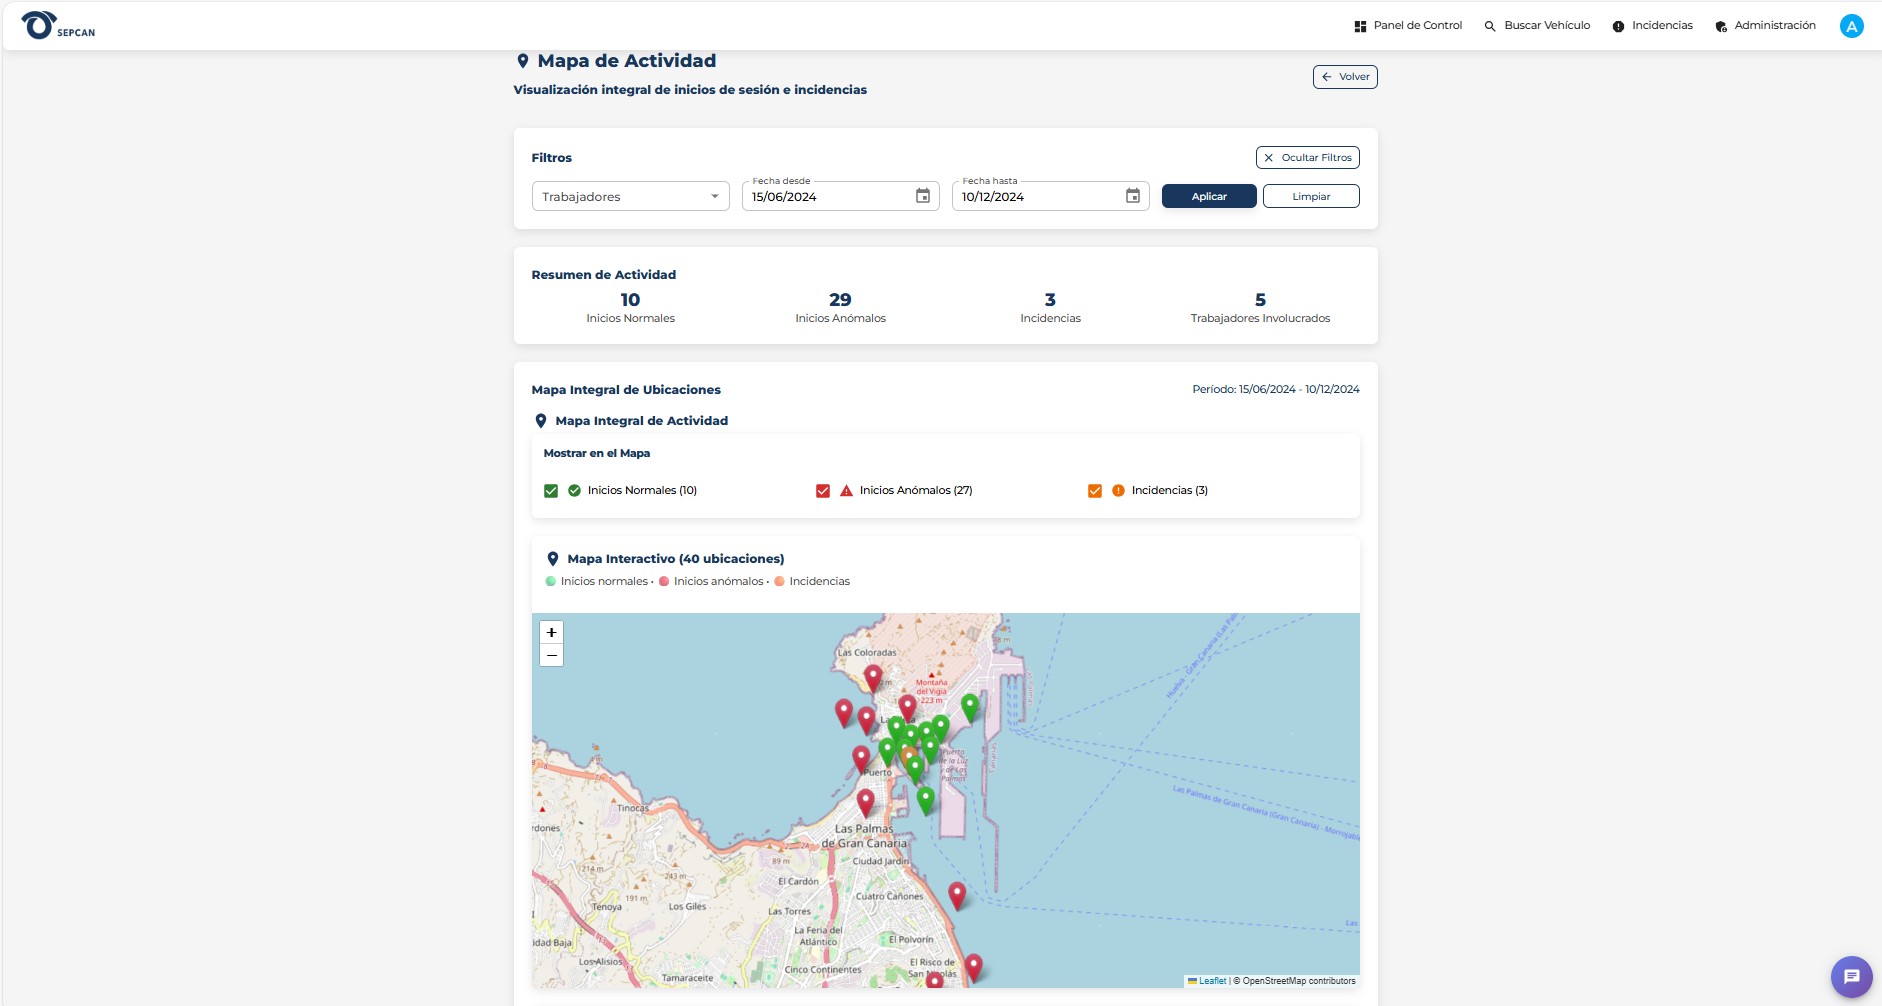 SEPCAN
Panel de Control
Buscar Vehículo
Incidencias
Administración
A
Mapa de Actividad
Volver
Visualización integral de inicios de sesión e incidencias
Filtros
Ocultar Filtros
Trabajadores
Fecha desde
15/06/2024
Fecha hasta
10/12/2024
Aplicar
Limpiar
Resumen de Actividad
10
Inicios Normales
29
Inicios Anómalos
3
Incidencias
5
Trabajadores Involucrados
Mapa Integral de Ubicaciones
Período: 15/06/2024 - 10/12/2024
Mapa Integral de Actividad
Mostrar en el Mapa
Inicios Normales (10)
Inicios Anómalos (27)
Incidencias (3)
Mapa Interactivo (40 ubicaciones)
Inicios normales • Inicios anómalos • Incidencias
+
−
Las Coloradas
Montaña
del Vigía
223 m
Puerto
de la Luz
y de Las
Palmas
Puerto
Tinocas
Las Palmas
de Gran Canaria
Ciudad Jardín
89 m
214 m
243 m
191 m
El Cardón
Cuatro Cañones
Tenoya
Los Giles
Las Torres
La Feria del
Atlántico
El Polvorín
idad Baja
Los Alisios
Tamaraceite
Cinco Continentes
El Risco de
San Nicolás
rdones
Huelva - Gran Canaria (Las Pal
Las Palmas de Gran Canaria (Gran Canaria) - Morrojable
Las
Leaflet | © OpenStreetMap contributors